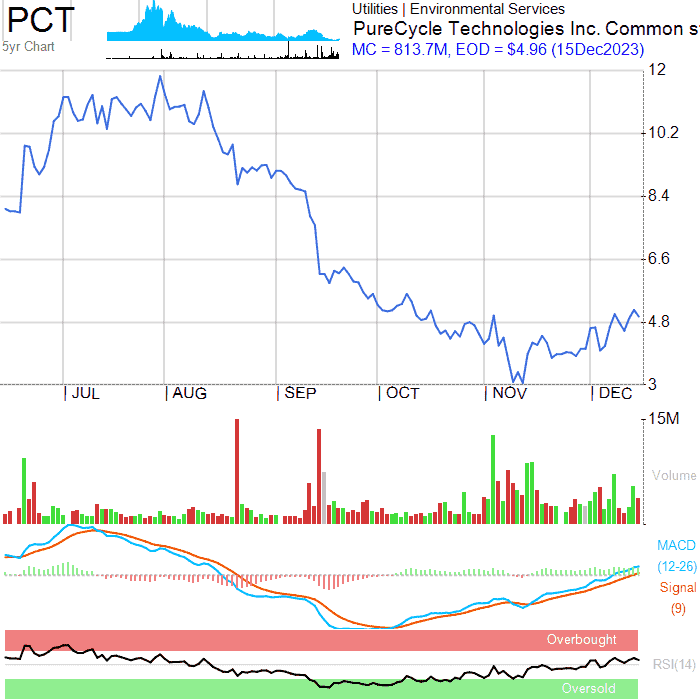 PCT
5yr Chart
Utilities | Environmental Services
PureCycle Technologies Inc. Common s
MC = 813.7M, EOD = $4.96 (15Dec2023)
12
10.2
8.4
6.6
4.8
3
JUL AUG SEP OCT NOV DEC
15M
Volume
MACD
(12-26)
Signal
(9)
Overbought
RSI(14)
Oversold